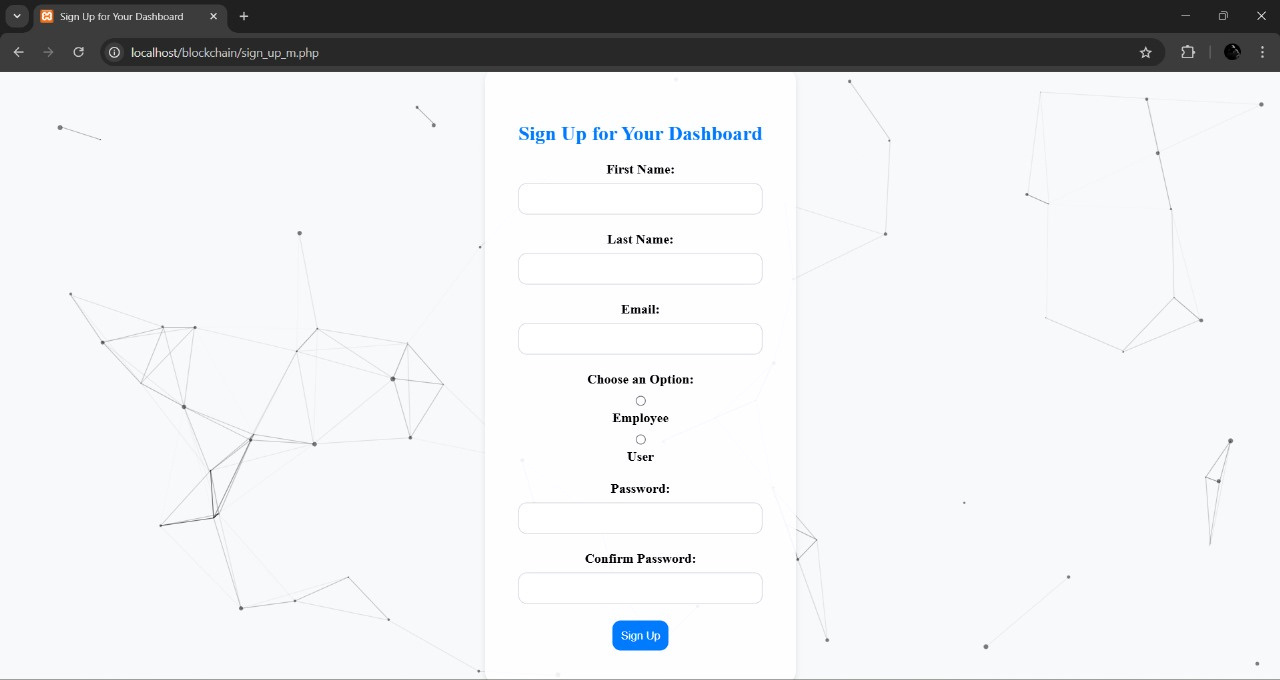 Sign Up for Your Dashboard
localhost/blockchain/sign_up_m.php
Sign Up for Your Dashboard
First Name:
Last Name:
Email:
Choose an Option:
Employee
User
Password:
Confirm Password:
Sign Up